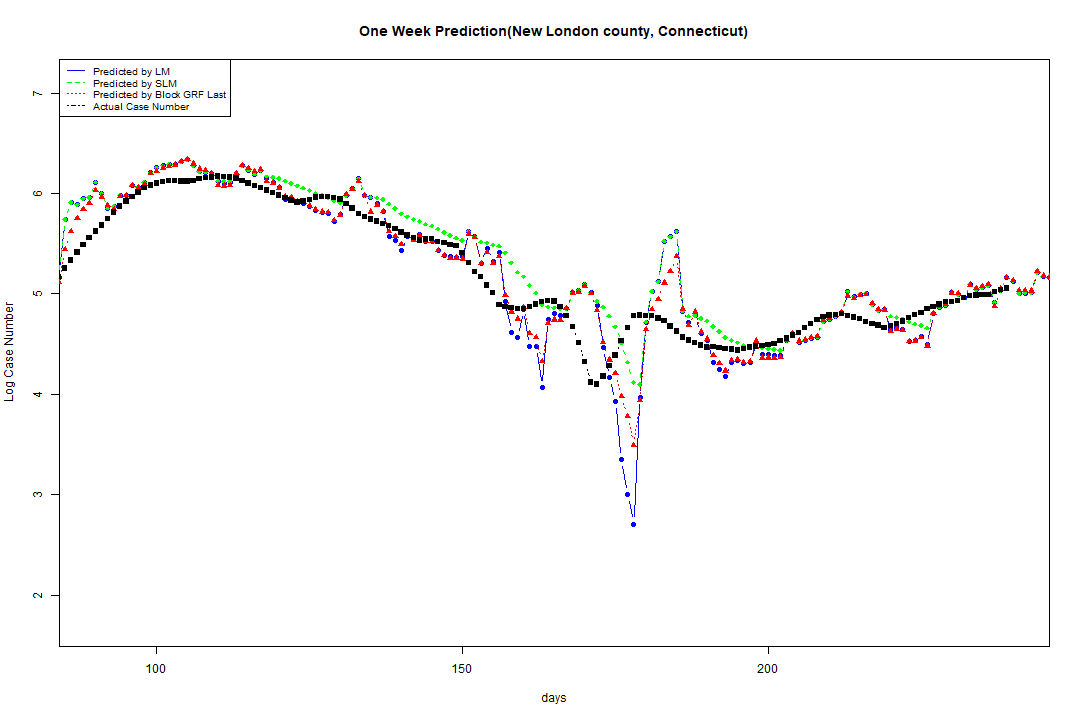 One Week Prediction(New London county, Connecticut)
Predicted by LM
Predicted by SLM
Predicted by Block GRF Last
Actual Case Number
7
6
5
4
3
2
Log Case Number
100 150 200
days